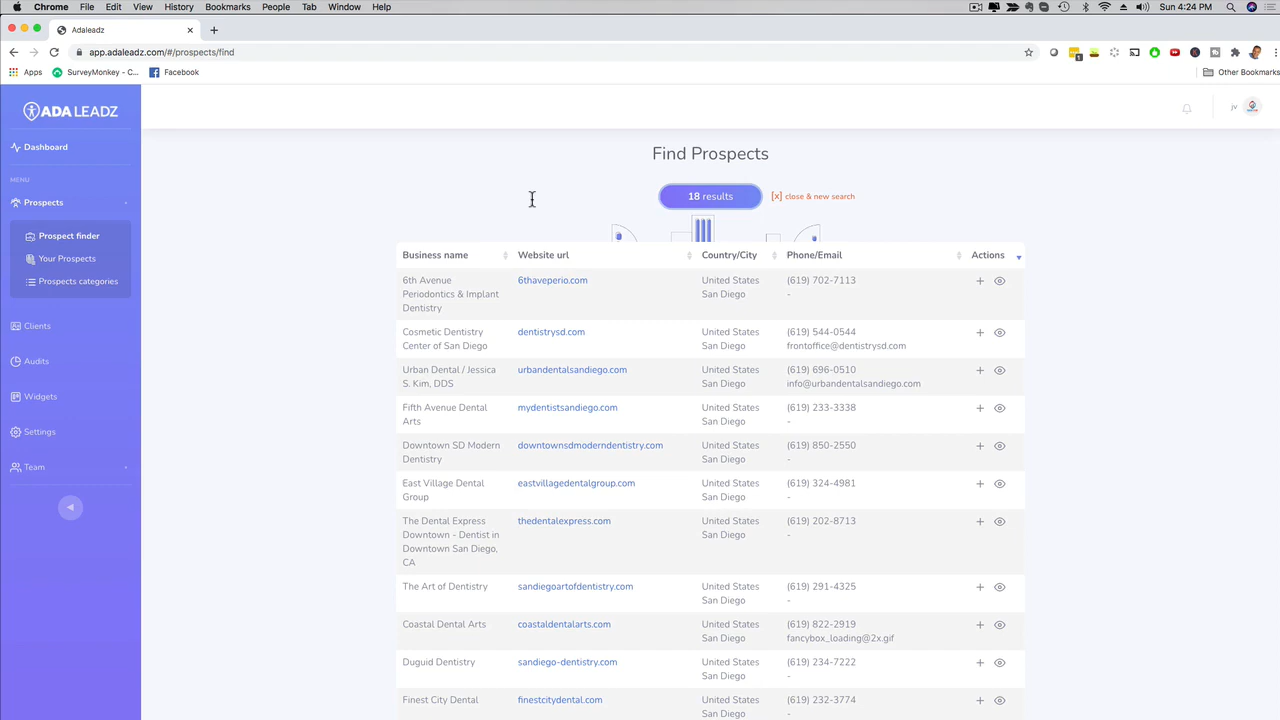 Chrome File Edit View History Bookmarks People Tab Window Help Sun 4:24 PM
Adaleadz
app.adaleadz.com/#/prospects/find
Apps SurveyMonkey - C... Facebook Other Bookmarks
ADA LEADZ
jv
Dashboard
MENU
Prospects
Prospect finder
Your Prospects
Prospects categories
Clients
Audits
Widgets
Settings
Team
Find Prospects
18 results [x] close & new search
Business name Website url Country/City Phone/Email Actions
6th Avenue 6thaveperio.com United States (619) 702-7113
Periodontics & Implant San Diego -
Dentistry
Cosmetic Dentistry dentistrysd.com United States (619) 544-0544
Center of San Diego San Diego frontoffice@dentistrysd.com
Urban Dental / Jessica urbandentalsandiego.com United States (619) 696-0510
S. Kim, DDS San Diego info@urbandentalsandiego.com
Fifth Avenue Dental mydentistsandiego.com United States (619) 233-3338
Arts San Diego -
Downtown SD Modern downtownsdmoderndentistry.com United States (619) 850-2550
Dentistry San Diego -
East Village Dental eastvillagedentalgroup.com United States (619) 324-4981
Group San Diego -
The Dental Express thedentalexpress.com United States (619) 202-8713
Downtown - Dentist in San Diego -
Downtown San Diego,
CA
The Art of Dentistry sandiegoartofdentistry.com United States (619) 291-4325
San Diego -
Coastal Dental Arts coastaldentalarts.com United States (619) 822-2919
San Diego fancybox_loading@2x.gif
Duguid Dentistry sandiego-dentistry.com United States (619) 234-7222
San Diego -
Finest City Dental finestcitydental.com United States (619) 232-3774
San Diego -